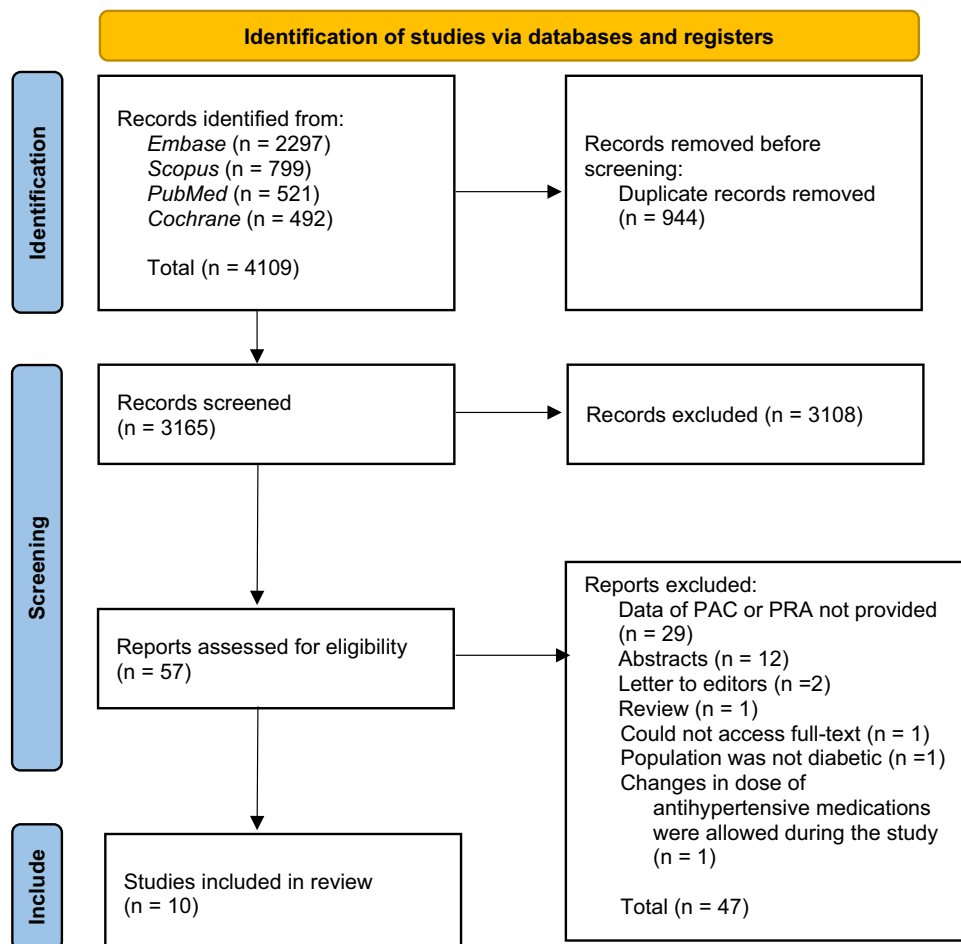 Identification of studies via databases and registers
Identification
Records identified from:
Embase (n = 2297)
Scopus (n = 799)
PubMed (n = 521)
Cochrane (n = 492)
Total (n = 4109)
Records removed before
screening:
Duplicate records removed
(n = 944)
Screening
Records screened
(n = 3165)
Records excluded (n = 3108)
Reports assessed for eligibility
(n = 57)
Reports excluded:
Data of PAC or PRA not provided
(n = 29)
Abstracts (n = 12)
Letter to editors (n =2)
Review (n = 1)
Could not access full-text (n = 1)
Population was not diabetic (n =1)
Changes in dose of
antihypertensive medications
were allowed during the study
(n = 1)
Total (n = 47)
Include
Studies included in review
(n = 10)